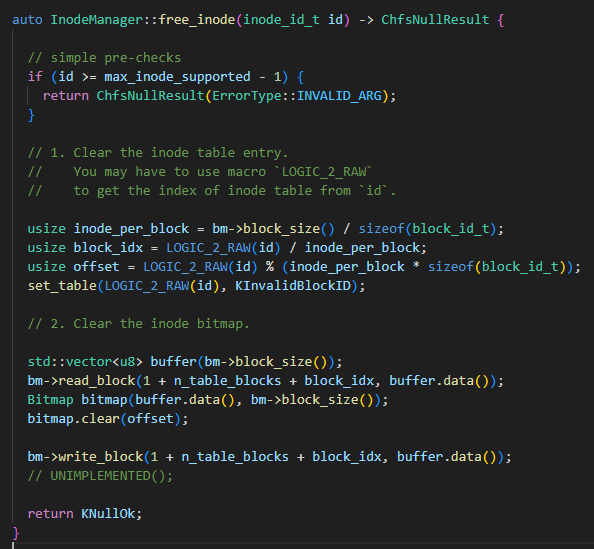 auto InodeManager::free_inode(inode_id_t id) -> ChfsNullResult {
// simple pre-checks
if (id >= max_inode_supported - 1) {
return ChfsNullResult(ErrorType::INVALID_ARG);
}
// 1. Clear the inode table entry.
//    You may have to use macro `LOGIC_2_RAW`
//    to get the index of inode table from `id`.
usize inode_per_block = bm->block_size() / sizeof(block_id_t);
usize block_idx = LOGIC_2_RAW(id) / inode_per_block;
usize offset = LOGIC_2_RAW(id) % (inode_per_block * sizeof(block_id_t));
set_table(LOGIC_2_RAW(id), KInvalidBlockID);
// 2. Clear the inode bitmap.
std::vector<u8> buffer(bm->block_size());
bm->read_block(1 + n_table_blocks + block_idx, buffer.data());
Bitmap bitmap(buffer.data(), bm->block_size());
bitmap.clear(offset);
bm->write_block(1 + n_table_blocks + block_idx, buffer.data());
// UNIMPLEMENTED();
return KNullOk;
}